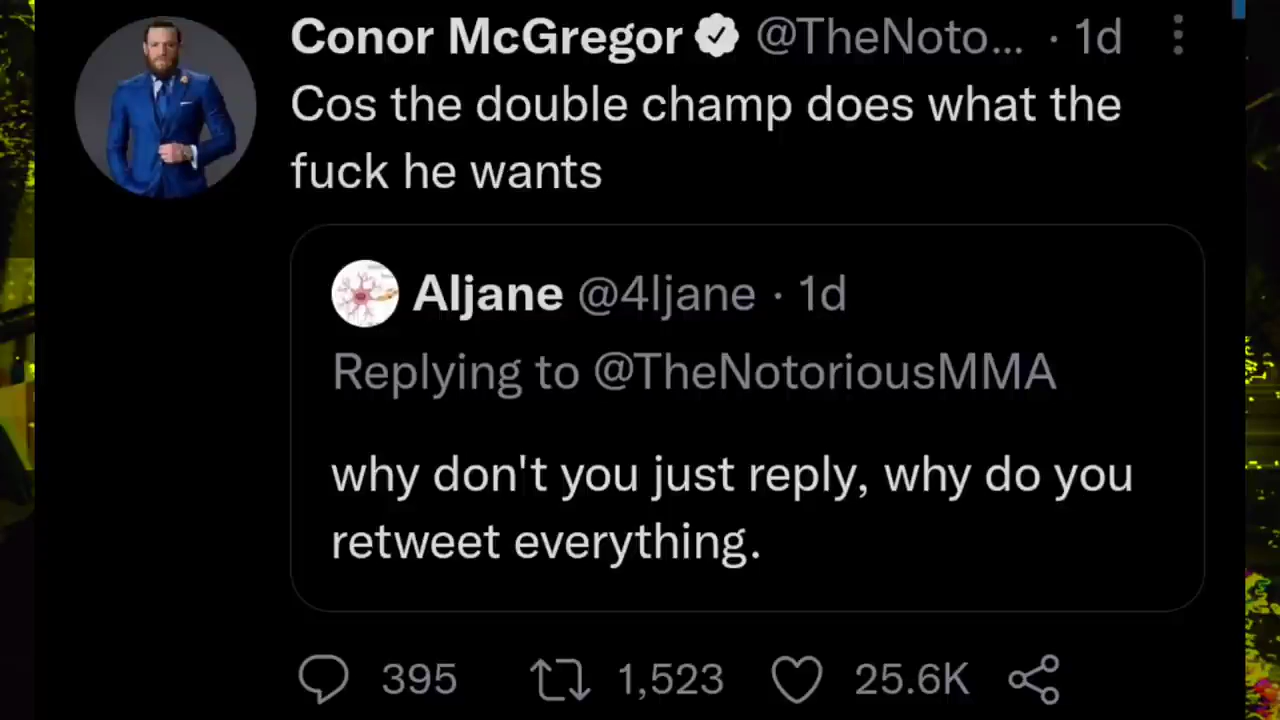 Conor McGregor @TheNoto... · 1d
Cos the double champ does what the
fuck he wants
Aljane @4ljane · 1d
Replying to @TheNotoriousMMA
why don't you just reply, why do you
retweet everything.
395 1,523 25.6K